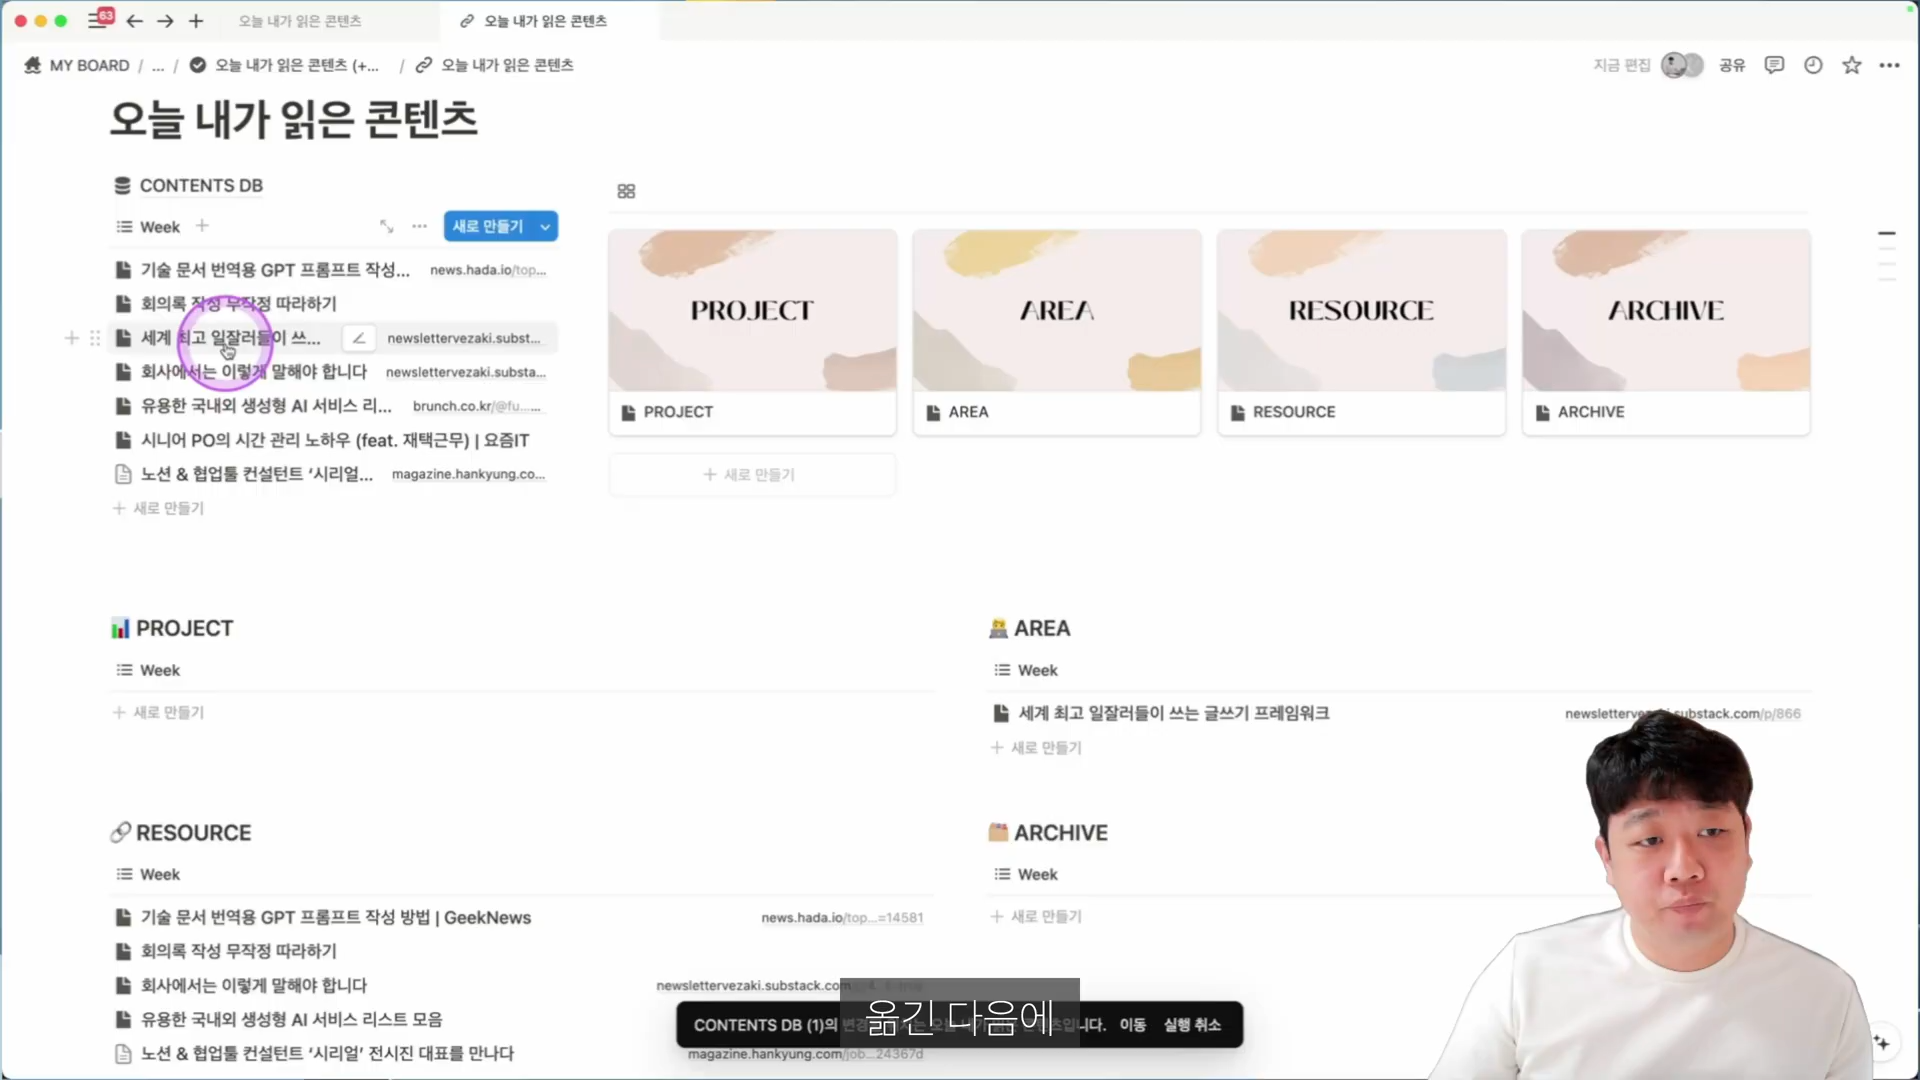 63
오늘 내가 읽은 콘텐츠
오늘 내가 읽은 콘텐츠
MY BOARD / ... / 오늘 내가 읽은 콘텐츠 (+... / 오늘 내가 읽은 콘텐츠
지금 편집
공유
오늘 내가 읽은 콘텐츠
CONTENTS DB
Week
새로 만들기
기술 문서 번역용 GPT 프롬프트 작성... news.hada.io/top...
회의록 작성 무작정 따라하기
세계 최고 일잘러들이 쓰... newslettervezaki.subst...
회사에서는 이렇게 말해야 합니다 newslettervezaki.substa...
유용한 국내외 생성형 AI 서비스 리... brunch.co.kr/@fu......
시니어 PO의 시간 관리 노하우 (feat. 재택근무) | 요즘IT
노션 & 협업툴 컨설턴트 ‘시리얼... magazine.hankyung.co...
+ 새로 만들기
PROJECT
PROJECT
AREA
AREA
RESOURCE
RESOURCE
ARCHIVE
ARCHIVE
+ 새로 만들기
PROJECT
Week
+ 새로 만들기
AREA
Week
세계 최고 일잘러들이 쓰는 글쓰기 프레임워크 newslettervezaki.substack.com/p/866
+ 새로 만들기
RESOURCE
Week
기술 문서 번역용 GPT 프롬프트 작성 방법 | GeekNews news.hada.io/top...=14581
회의록 작성 무작정 따라하기
회사에서는 이렇게 말해야 합니다 newslettervezaki.substack.com
유용한 국내외 생성형 AI 서비스 리스트 모음
노션 & 협업툴 컨설턴트 ‘시리얼’ 전시진 대표를 만나다 magazine.hankyung.com/job...24367d
ARCHIVE
Week
+ 새로 만들기
CONTENTS DB (1)의 니다. 이동 실행 취소
옮긴 다음에